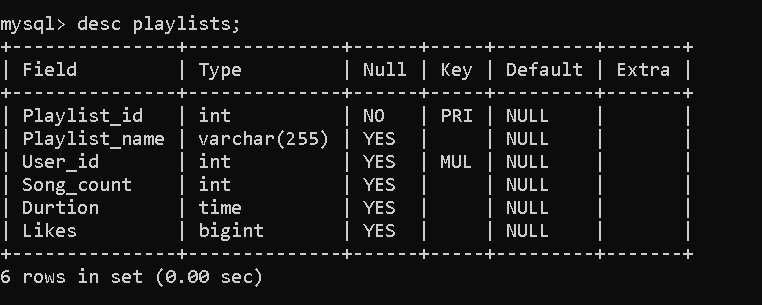 mysql> desc playlists;
+---------------+--------------+------+-----+---------+-------+
| Field         | Type         | Null | Key | Default | Extra |
+---------------+--------------+------+-----+---------+-------+
| Playlist_id   | int          | NO   | PRI | NULL    |       |
| Playlist_name | varchar(255) | YES  |     | NULL    |       |
| User_id       | int          | YES  | MUL | NULL    |       |
| Song_count    | int          | YES  |     | NULL    |       |
| Durtion       | time         | YES  |     | NULL    |       |
| Likes         | bigint       | YES  |     | NULL    |       |
+---------------+--------------+------+-----+---------+-------+
6 rows in set (0.00 sec)